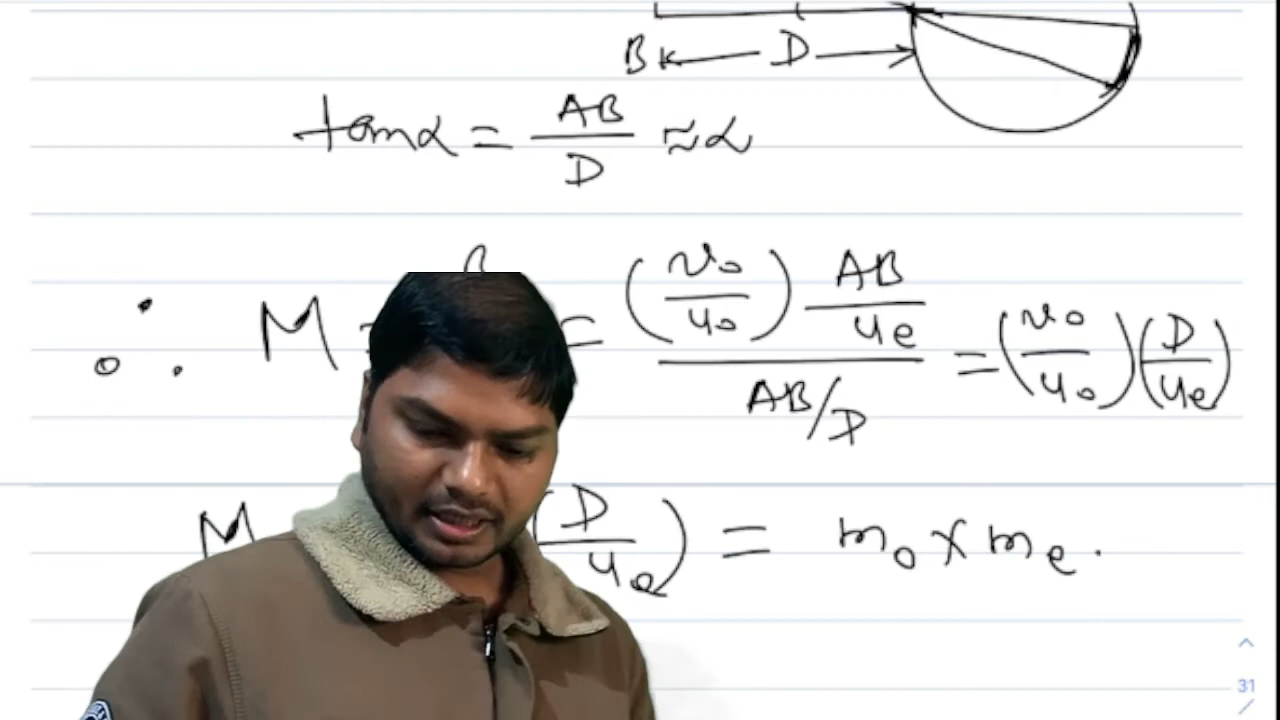 B ← D →
tanα = AB/D ≈ α
∴ M = β = (v₀/u₀) AB/uₑ / AB/D = (v₀/u₀)(D/uₑ)
M (D/uₑ) = m₀ × mₑ.
31